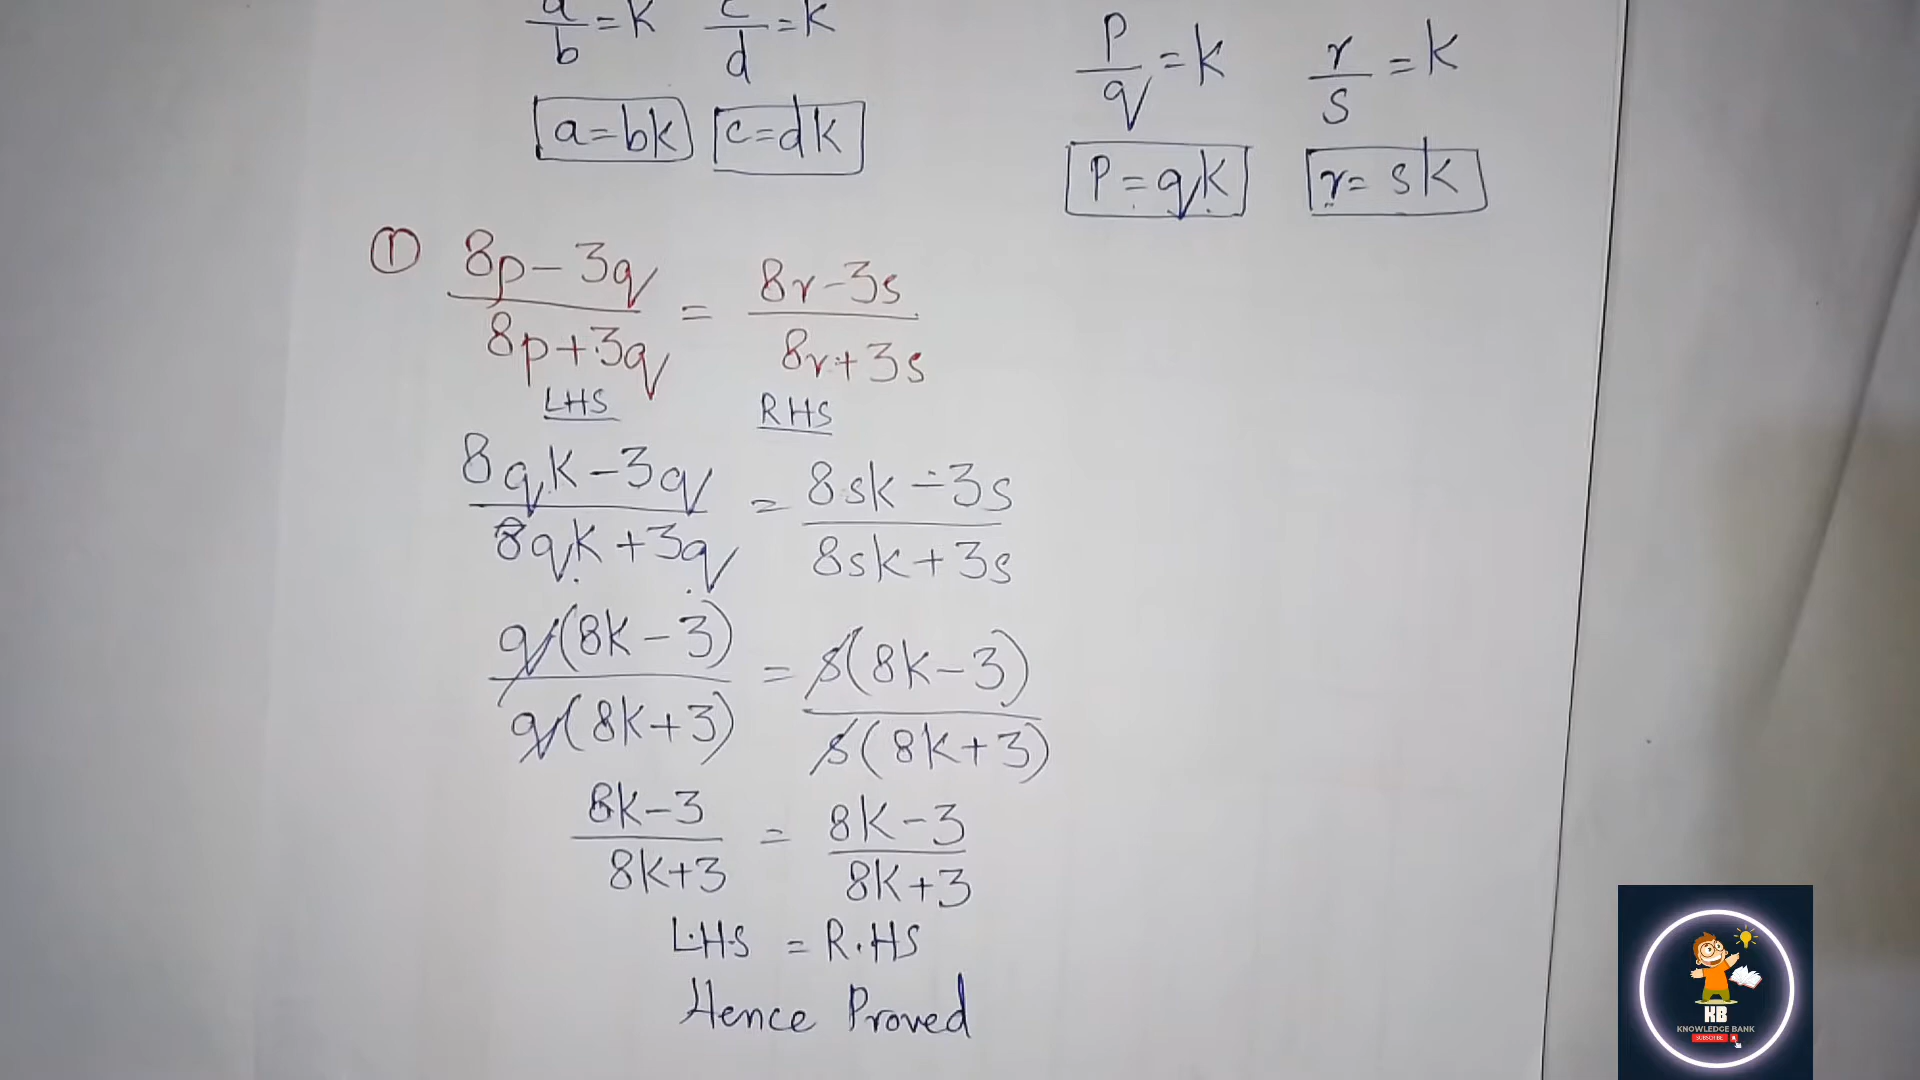 a/b = k c/d = k
a = bk c = dk
p/q = k r/s = k
p = qk r = sk
① (8p - 3q)/(8p + 3q) = (8r - 3s)/(8r + 3s)
LHS RHS
(8qk - 3q)/(8qk + 3q) = (8sk - 3s)/(8sk + 3s)
q(8k - 3)/q(8k + 3) = s(8k - 3)/s(8k + 3)
(8k - 3)/(8k + 3) = (8k - 3)/(8k + 3)
L.H.S = R.HS
Hence Proved
KB
KNOWLEDGE BANK
SUBSCRIBE